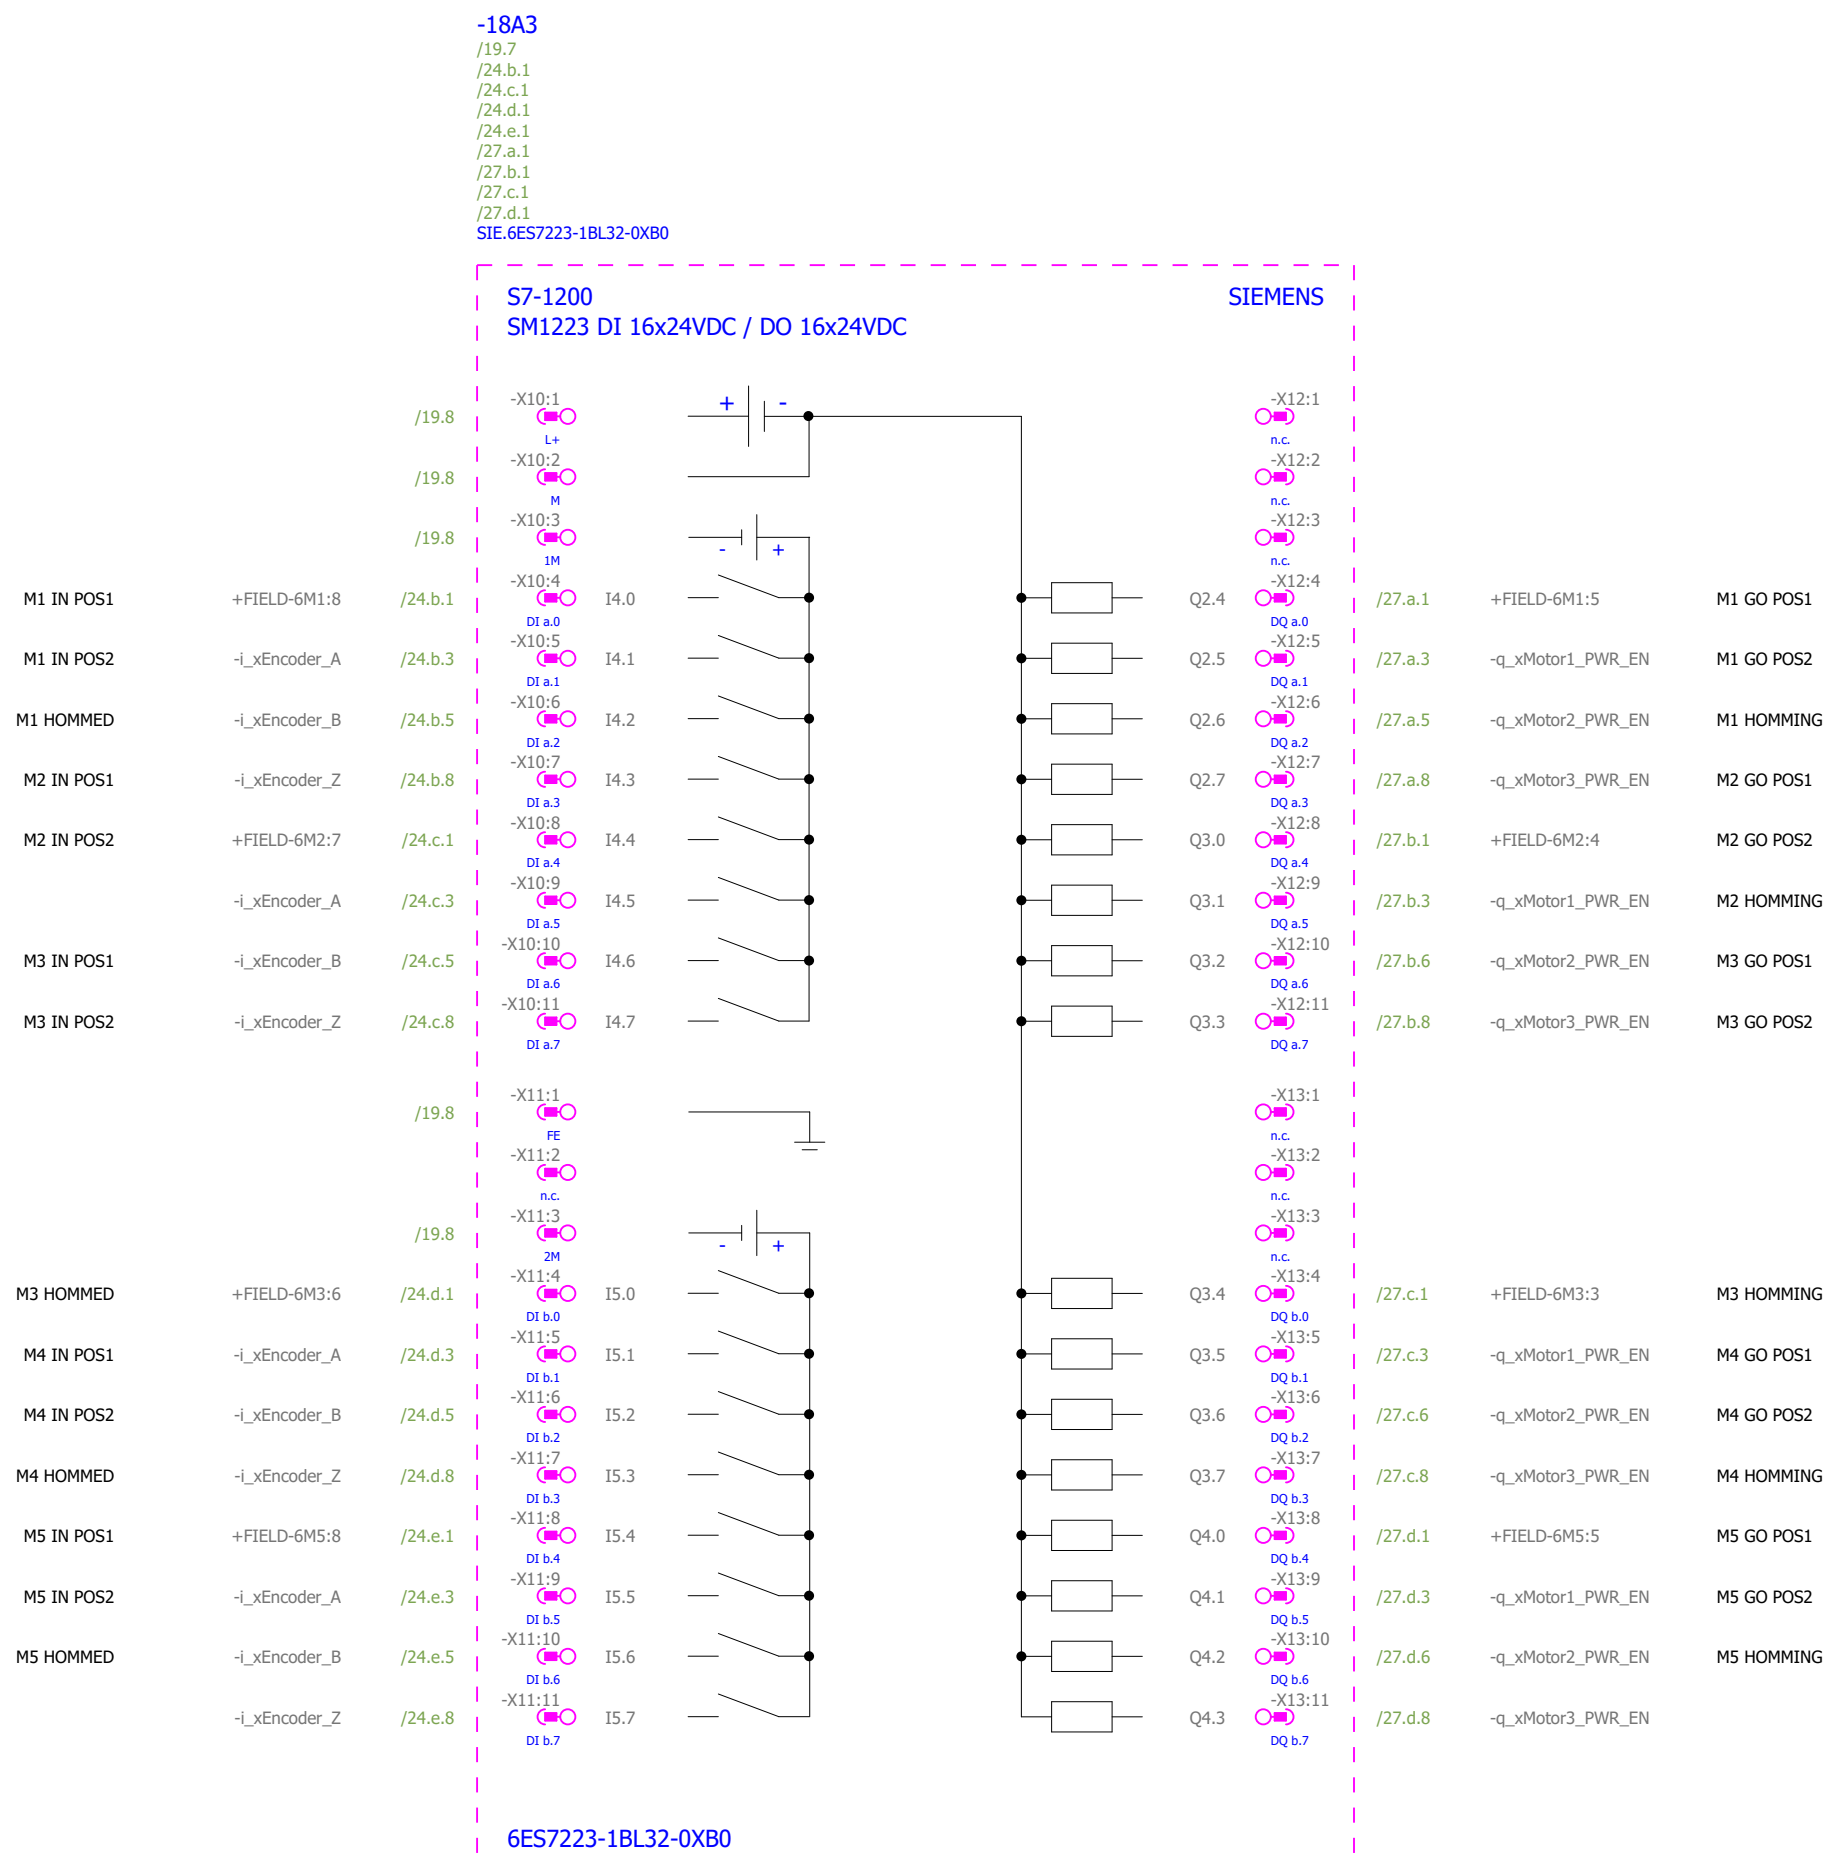 -18A3
/19.7
/24.b.1
/24.c.1
/24.d.1
/24.e.1
/27.a.1
/27.b.1
/27.c.1
/27.d.1
SIE.6ES7223-1BL32-0XB0
S7-1200 SIEMENS
SM1223 DI 16x24VDC / DO 16x24VDC
/19.8 -X10:1 L+ + - -X12:1 n.c.
/19.8 -X10:2 M -X12:2 n.c.
/19.8 -X10:3 1M - + -X12:3 n.c.
M1 IN POS1 +FIELD-6M1:8 /24.b.1 -X10:4 DI a.0 I4.0 Q2.4 -X12:4 DQ a.0 /27.a.1 +FIELD-6M1:5 M1 GO POS1
M1 IN POS2 -i_xEncoder_A /24.b.3 -X10:5 DI a.1 I4.1 Q2.5 -X12:5 DQ a.1 /27.a.3 -q_xMotor1_PWR_EN M1 GO POS2
M1 HOMMED -i_xEncoder_B /24.b.5 -X10:6 DI a.2 I4.2 Q2.6 -X12:6 DQ a.2 /27.a.5 -q_xMotor2_PWR_EN M1 HOMMING
M2 IN POS1 -i_xEncoder_Z /24.b.8 -X10:7 DI a.3 I4.3 Q2.7 -X12:7 DQ a.3 /27.a.8 -q_xMotor3_PWR_EN M2 GO POS1
M2 IN POS2 +FIELD-6M2:7 /24.c.1 -X10:8 DI a.4 I4.4 Q3.0 -X12:8 DQ a.4 /27.b.1 +FIELD-6M2:4 M2 GO POS2
-i_xEncoder_A /24.c.3 -X10:9 DI a.5 I4.5 Q3.1 -X12:9 DQ a.5 /27.b.3 -q_xMotor1_PWR_EN M2 HOMMING
M3 IN POS1 -i_xEncoder_B /24.c.5 -X10:10 DI a.6 I4.6 Q3.2 -X12:10 DQ a.6 /27.b.6 -q_xMotor2_PWR_EN M3 GO POS1
M3 IN POS2 -i_xEncoder_Z /24.c.8 -X10:11 DI a.7 I4.7 Q3.3 -X12:11 DQ a.7 /27.b.8 -q_xMotor3_PWR_EN M3 GO POS2
/19.8 -X11:1 FE -X13:1 n.c.
-X11:2 n.c. -X13:2 n.c.
/19.8 -X11:3 2M - + -X13:3 n.c.
M3 HOMMED +FIELD-6M3:6 /24.d.1 -X11:4 DI b.0 I5.0 Q3.4 -X13:4 DQ b.0 /27.c.1 +FIELD-6M3:3 M3 HOMMING
M4 IN POS1 -i_xEncoder_A /24.d.3 -X11:5 DI b.1 I5.1 Q3.5 -X13:5 DQ b.1 /27.c.3 -q_xMotor1_PWR_EN M4 GO POS1
M4 IN POS2 -i_xEncoder_B /24.d.5 -X11:6 DI b.2 I5.2 Q3.6 -X13:6 DQ b.2 /27.c.6 -q_xMotor2_PWR_EN M4 GO POS2
M4 HOMMED -i_xEncoder_Z /24.d.8 -X11:7 DI b.3 I5.3 Q3.7 -X13:7 DQ b.3 /27.c.8 -q_xMotor3_PWR_EN M4 HOMMING
M5 IN POS1 +FIELD-6M5:8 /24.e.1 -X11:8 DI b.4 I5.4 Q4.0 -X13:8 DQ b.4 /27.d.1 +FIELD-6M5:5 M5 GO POS1
M5 IN POS2 -i_xEncoder_A /24.e.3 -X11:9 DI b.5 I5.5 Q4.1 -X13:9 DQ b.5 /27.d.3 -q_xMotor1_PWR_EN M5 GO POS2
M5 HOMMED -i_xEncoder_B /24.e.5 -X11:10 DI b.6 I5.6 Q4.2 -X13:10 DQ b.6 /27.d.6 -q_xMotor2_PWR_EN M5 HOMMING
-i_xEncoder_Z /24.e.8 -X11:11 DI b.7 I5.7 Q4.3 -X13:11 DQ b.7 /27.d.8 -q_xMotor3_PWR_EN
6ES7223-1BL32-0XB0